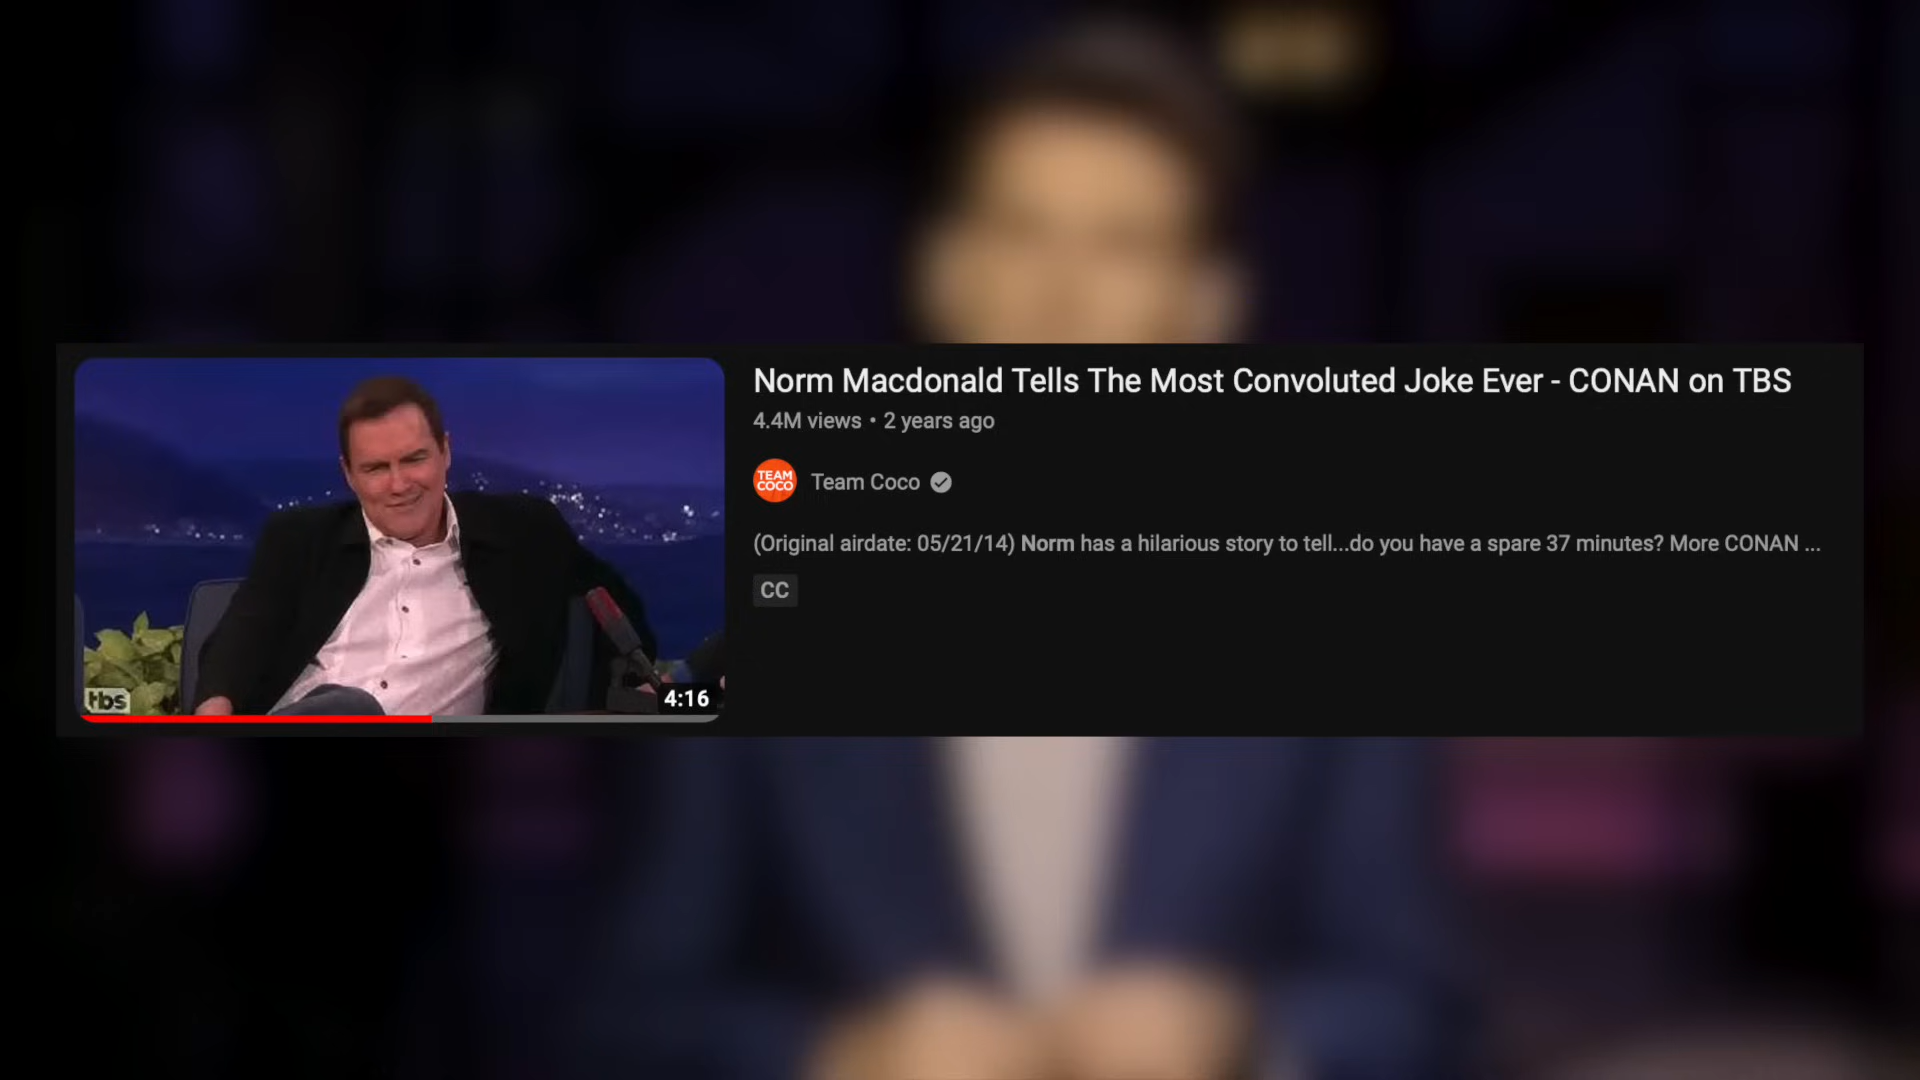 Norm Macdonald Tells The Most Convoluted Joke Ever - CONAN on TBS
4.4M views • 2 years ago
TEAM
COCO
Team Coco
(Original airdate: 05/21/14) Norm has a hilarious story to tell...do you have a spare 37 minutes? More CONAN ...
CC
tbs
4:16